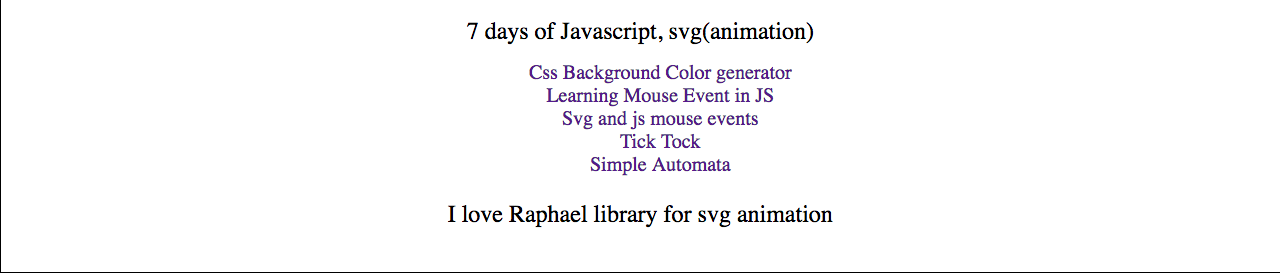 7 days of Javascript, svg(animation)
Css Background Color generator
Learning Mouse Event in JS
Svg and js mouse events
Tick Tock
Simple Automata
I love Raphael library for svg animation